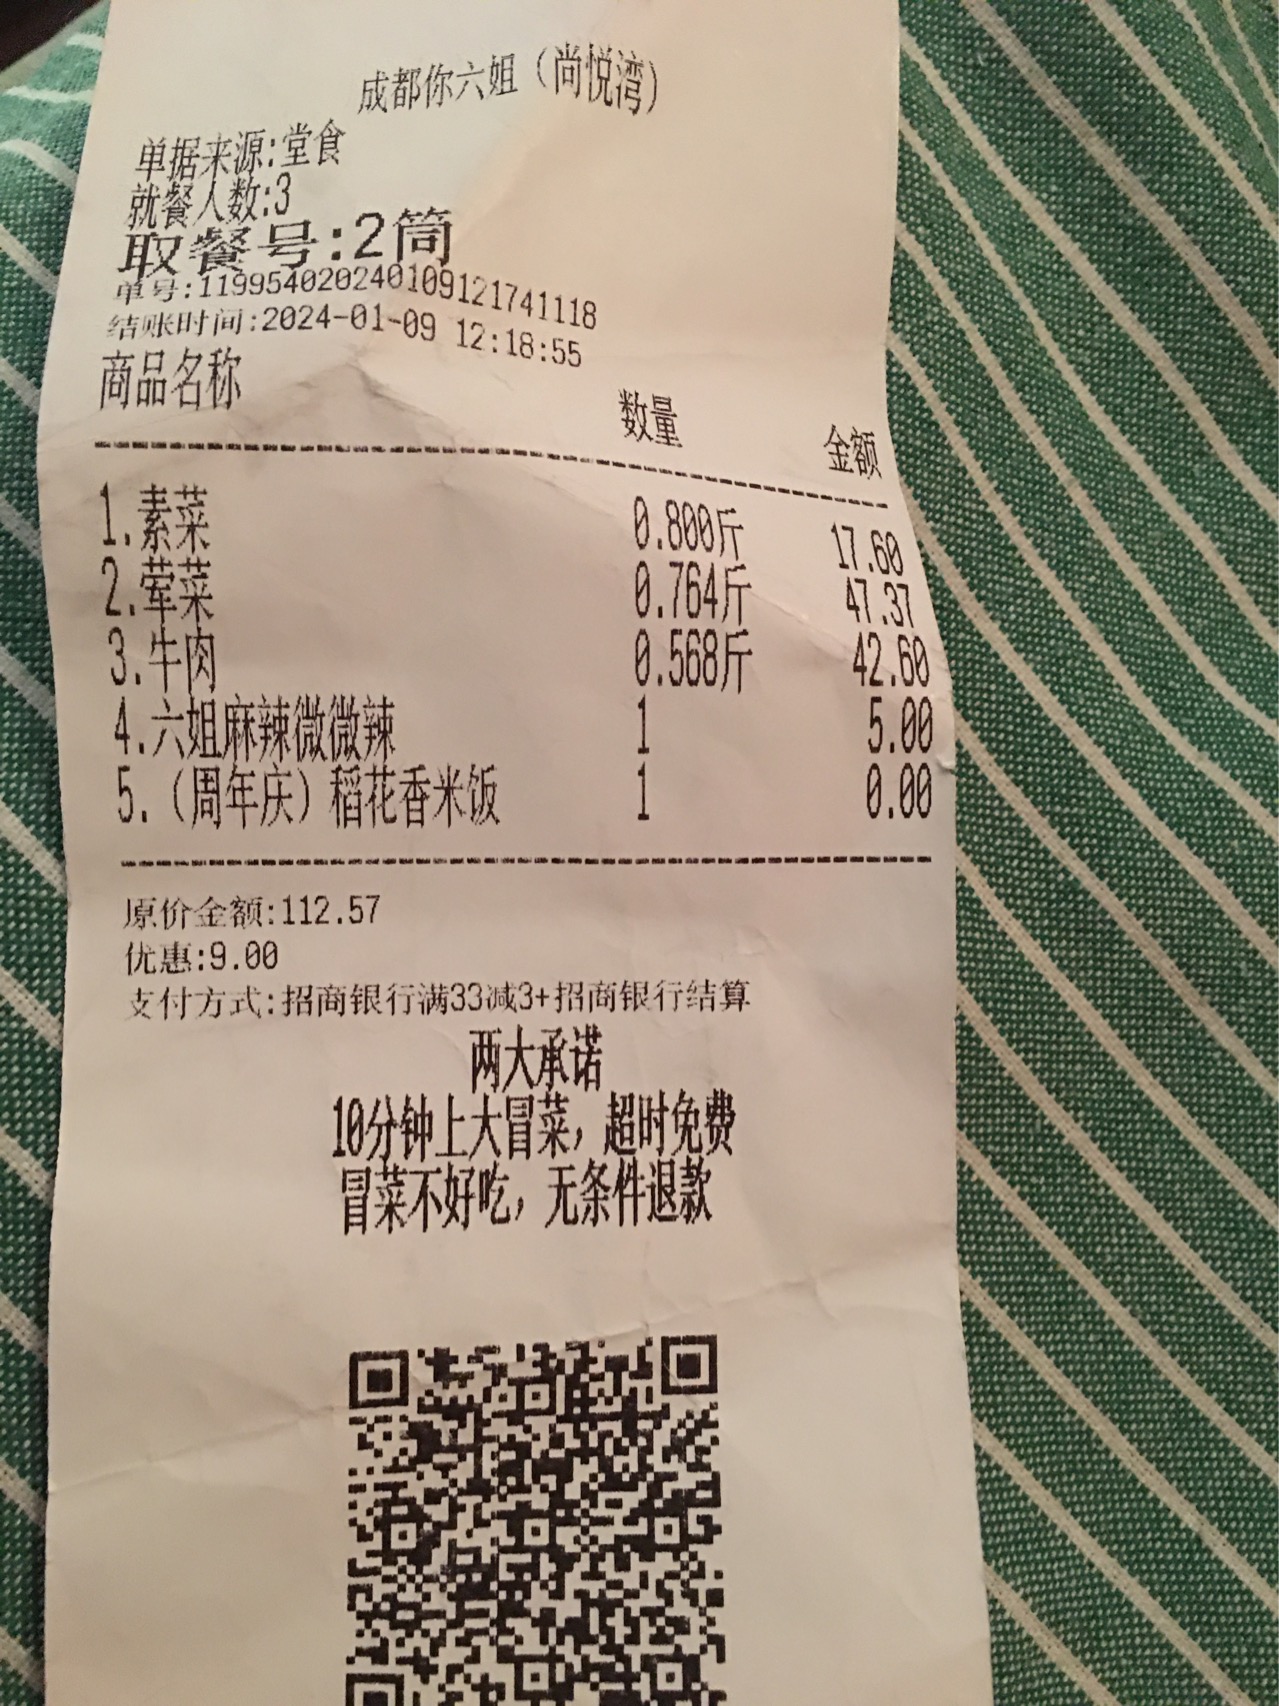 成都你六姐（尚悦湾）
单据来源:堂食
就餐人数:3
取餐号:2筒
单号:119954020240109121741118
结账时间:2024-01-09 12:18:55
商品名称 数量 金额
1.素菜 0.800斤 17.60
2.荤菜 0.764斤 47.37
3.牛肉 0.568斤 42.60
4.六姐麻辣微微辣 1 5.00
5.（周年庆）稻花香米饭 1 0.00
原价金额:112.57
优惠:9.00
支付方式:招商银行满33减3+招商银行结算
两大承诺
10分钟上大冒菜，超时免费
冒菜不好吃，无条件退款